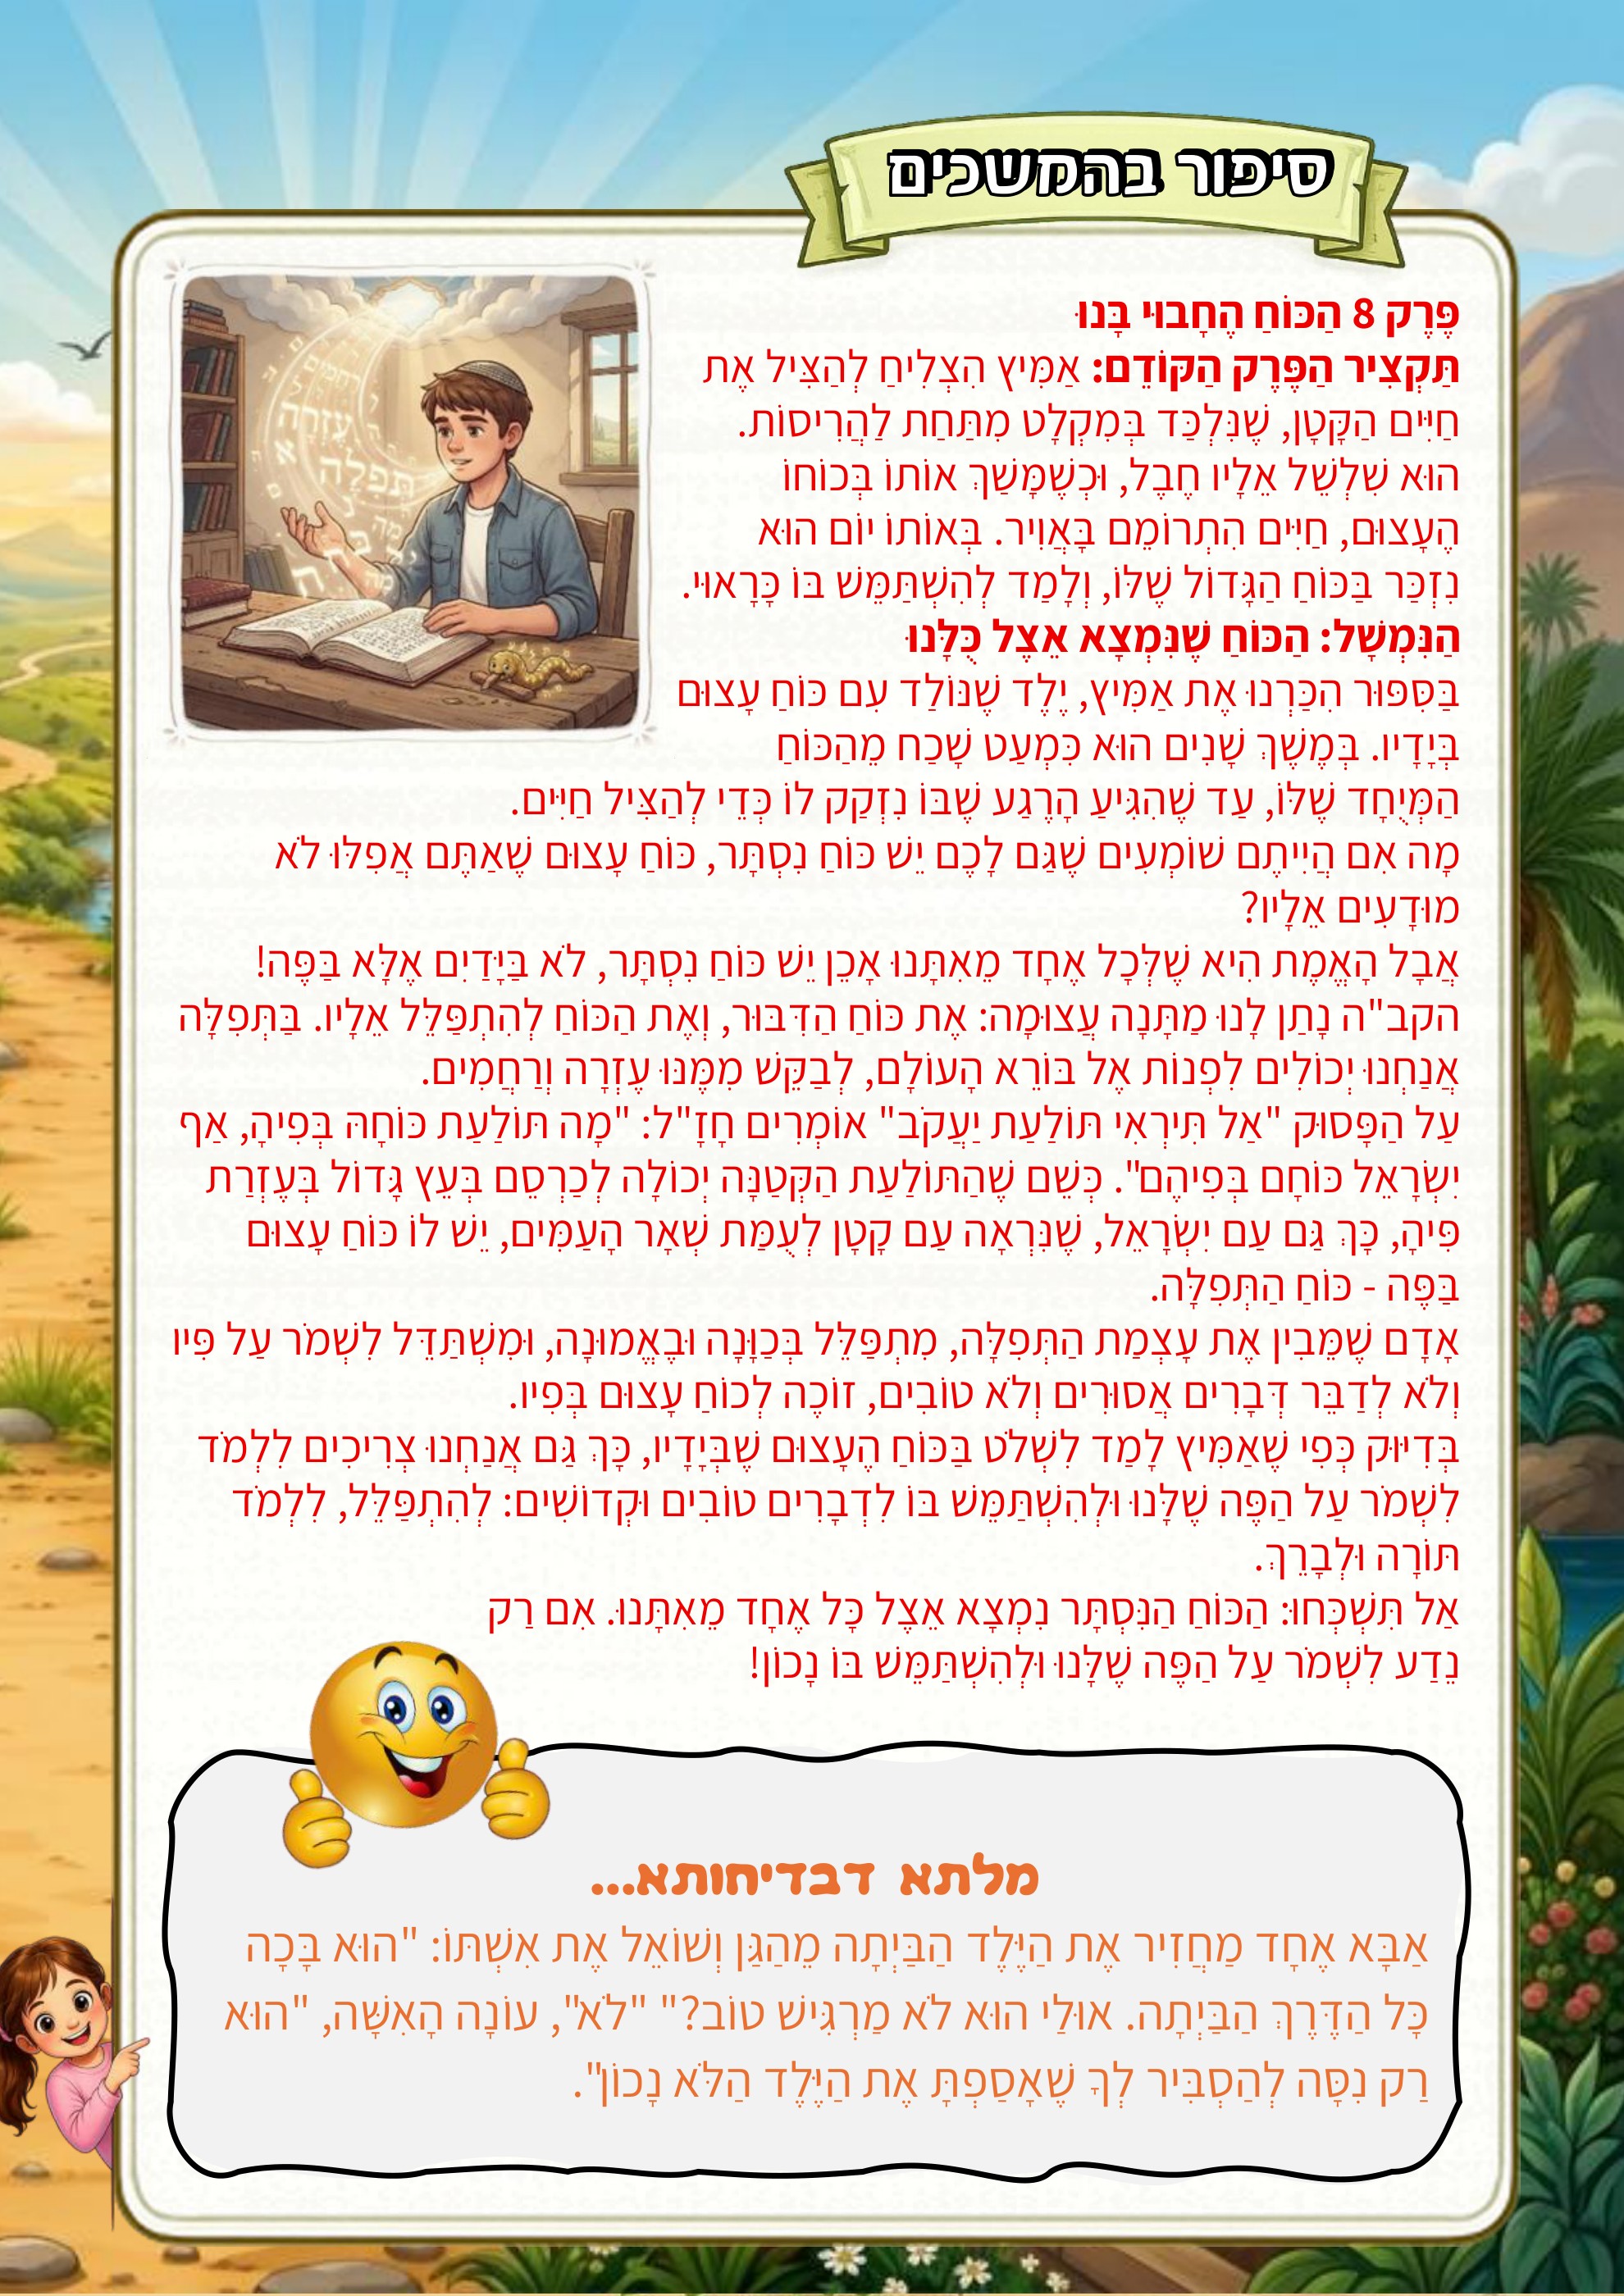 סיפור בהמשכים
פֶּרֶק 8 הַכּוֹחַ הֶחָבוּי בָּנוּ
תַּקְצִיר הַפֶּרֶק הַקּוֹדֵם: אַמִּיץ הִצְלִיחַ לְהַצִּיל אֶת
חַיִּים הַקָּטָן, שֶׁנִּלְכַּד בְּמִקְלָט מִתַּחַת לַהֲרִיסוֹת.
הוּא שִׁלְשֵׁל אֵלָיו חֶבֶל, וּכְשֶׁמָּשַׁךְ אוֹתוֹ בְּכוֹחוֹ
הֶעָצוּם, חַיִּים הִתְרוֹמֵם בָּאֲוִיר. בְּאוֹתוֹ יוֹם הוּא
נִזְכַּר בַּכּוֹחַ הַגָּדוֹל שֶׁלּוֹ, וְלָמַד לְהִשְׁתַּמֵּשׁ בּוֹ כָּרָאוּי.
הַנִּמְשָׁל: הַכּוֹחַ שֶׁנִּמְצָא אֵצֶל כֻּלָּנוּ
בַּסִּפּוּר הִכַּרְנוּ אֶת אַמִּיץ, יֶלֶד שֶׁנּוֹלַד עִם כּוֹחַ עָצוּם
בְּיָדָיו. בְּמֶשֶׁךְ שָׁנִים הוּא כִּמְעַט שָׁכַח מֵהַכּוֹחַ
הַמְּיֻחָד שֶׁלּוֹ, עַד שֶׁהִגִּיעַ הָרֶגַע שֶׁבּוֹ נִזְקַק לוֹ כְּדֵי לְהַצִּיל חַיִּים.
מָה אִם הֲיִיתֶם שׁוֹמְעִים שֶׁגַּם לָכֶם יֵשׁ כּוֹחַ נִסְתָּר, כּוֹחַ עָצוּם שֶׁאַתֶּם אֲפִלּוּ לֹא
מוּדָעִים אֵלָיו?
אֲבָל הָאֱמֶת הִיא שֶׁלְּכָל אֶחָד מֵאִתָּנוּ אָכֵן יֵשׁ כּוֹחַ נִסְתָּר, לֹא בַּיָּדַיִם אֶלָּא בַּפֶּה!
הקב"ה נָתַן לָנוּ מַתָּנָה עֲצוּמָה: אֶת כּוֹחַ הַדִּבּוּר, וְאֶת הַכּוֹחַ לְהִתְפַּלֵּל אֵלָיו. בַּתְּפִלָּה
אֲנַחְנוּ יְכוֹלִים לִפְנוֹת אֶל בּוֹרֵא הָעוֹלָם, לְבַקֵּשׁ מִמֶּנּוּ עֶזְרָה וְרַחֲמִים.
עַל הַפָּסוּק "אַל תִּירְאִי תּוֹלַעַת יַעֲקֹב" אוֹמְרִים חָזָ"ל: "מָה תּוֹלַעַת כּוֹחָהּ בְּפִיהָ, אַף
יִשְׂרָאֵל כּוֹחָם בְּפִיהֶם". כְּשֵׁם שֶׁהַתּוֹלַעַת הַקְּטַנָּה יְכוֹלָה לְכַרְסֵם בְּעֵץ גָּדוֹל בְּעֶזְרַת
פִּיהָ, כָּךְ גַּם עַם יִשְׂרָאֵל, שֶׁנִּרְאָה עַם קָטָן לְעֻמַּת שְׁאָר הָעַמִּים, יֵשׁ לוֹ כּוֹחַ עָצוּם
בַּפֶּה - כּוֹחַ הַתְּפִלָּה.
אָדָם שֶׁמֵּבִין אֶת עָצְמַת הַתְּפִלָּה, מִתְפַּלֵּל בְּכַוָּנָה וּבֶאֱמוּנָה, וּמִשְׁתַּדֵּל לִשְׁמֹר עַל פִּיו
וְלֹא לְדַבֵּר דְּבָרִים אֲסוּרִים וְלֹא טוֹבִים, זוֹכֶה לְכוֹחַ עָצוּם בְּפִיו.
בְּדִיּוּק כְּפִי שֶׁאַמִּיץ לָמַד לִשְׁלֹט בַּכּוֹחַ הֶעָצוּם שֶׁבְּיָדָיו, כָּךְ גַּם אֲנַחְנוּ צְרִיכִים לִלְמֹד
לִשְׁמֹר עַל הַפֶּה שֶׁלָּנוּ וּלְהִשְׁתַּמֵּשׁ בּוֹ לִדְבָרִים טוֹבִים וּקְדוֹשִׁים: לְהִתְפַּלֵּל, לִלְמֹד
תּוֹרָה וּלְבָרֵךְ.
אַל תִּשְׁכְּחוּ: הַכּוֹחַ הַנִּסְתָּר נִמְצָא אֵצֶל כָּל אֶחָד מֵאִתָּנוּ. אִם רַק
נֵדַע לִשְׁמֹר עַל הַפֶּה שֶׁלָּנוּ וּלְהִשְׁתַּמֵּשׁ בּוֹ נָכוֹן!
מלתא דבדיחותא...
אַבָּא אֶחָד מַחֲזִיר אֶת הַיֶּלֶד הַבַּיְתָה מֵהַגַּן וְשׁוֹאֵל אֶת אִשְׁתּוֹ: "הוּא בָּכָה
כָּל הַדֶּרֶךְ הַבַּיְתָה. אוּלַי הוּא לֹא מַרְגִּישׁ טוֹב?" "לֹא", עוֹנָה הָאִשָּׁה, "הוּא
רַק נִסָּה לְהַסְבִּיר לְךָ שֶׁאָסַפְתָּ אֶת הַיֶּלֶד הַלֹּא נָכוֹן".
רחמים
עֶזְרָה
א
תְּפִלָּה
מה